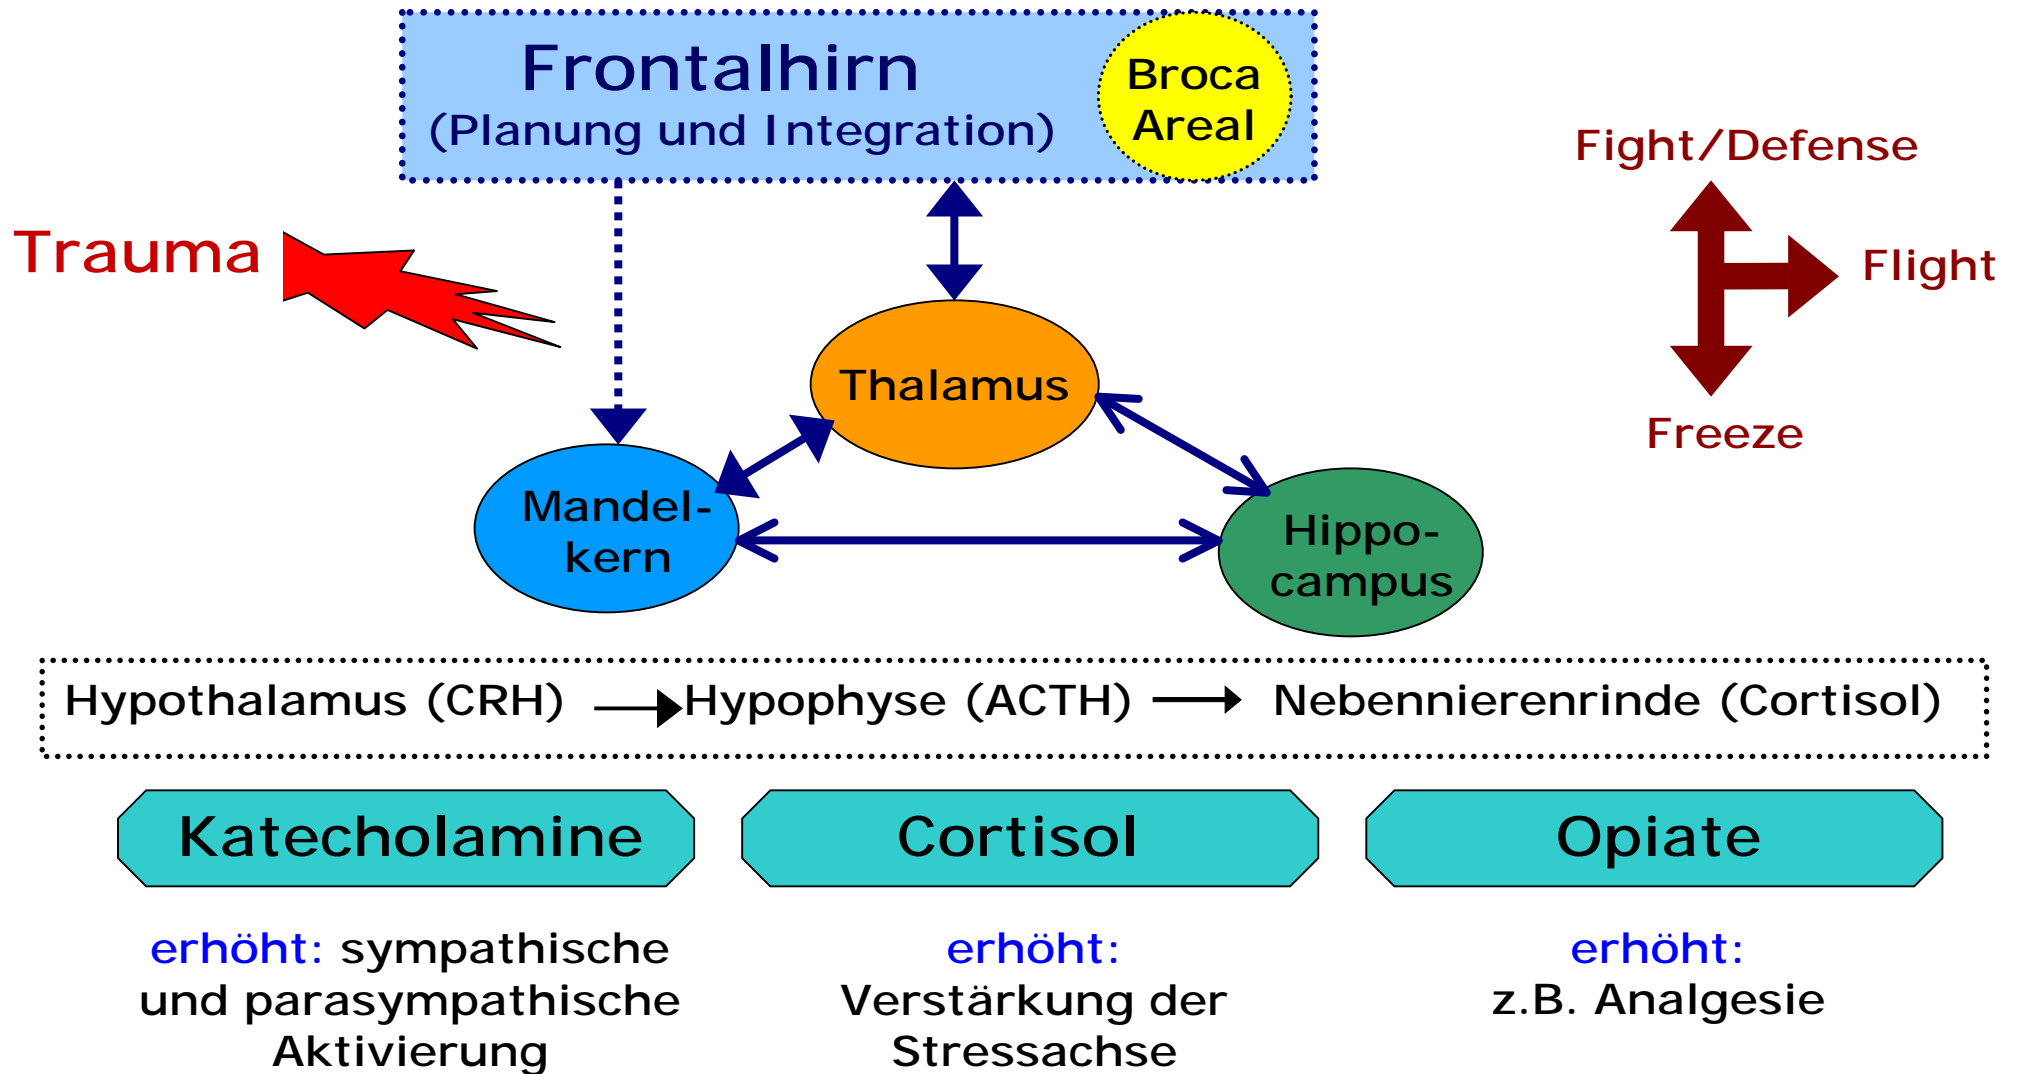 Frontalhirn
(Planung und Integration)
Broca
Areal
Fight/Defense
Trauma
Flight
Thalamus
Freeze
Mandel-
kern
Hippo-
campus
Hypothalamus (CRH) Hypophyse (ACTH) Nebennierenrinde (Cortisol)
Katecholamine
Cortisol
Opiate
erhöht: sympathische
und parasympathische
Aktivierung
erhöht:
Verstärkung der
Stressachse
erhöht:
z.B. Analgesie